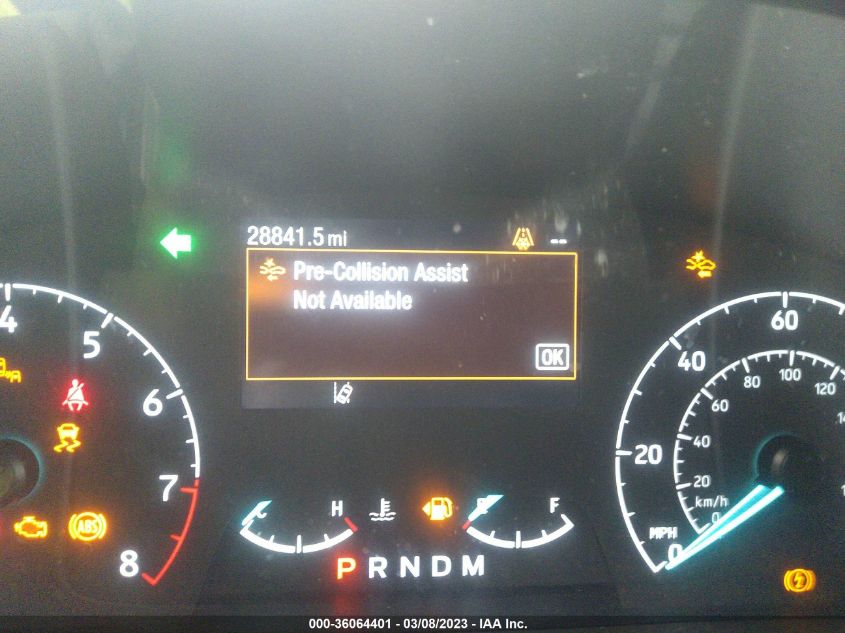 28841.5 mi
--
Pre-Collision Assist
Not Available
OK
4
5
6
7
8
A
ABS
C
H
E
F
P R N D M
0
20
40
60
MPH
0
20
40
60
80
100
120
km/h
000-36064401 - 03/08/2023 - IAA Inc.